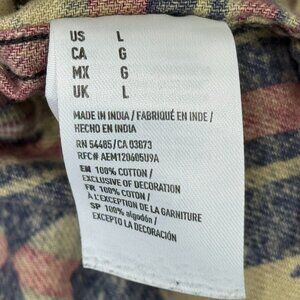 US L
CA G
MX G
UK L
MADE IN INDIA / FABRIQUÉ EN INDE /
HECHO EN INDIA
RN 54485/CA 03873
RFC# AEM120605U9A
EN 100% COTTON /
EXCLUSIVE OF DECORATION
FR 100% COTON /
À L'EXCEPTION DE LA GARNITURE
SP 100% algodón /
EXCEPTO LA DECORACIÓN